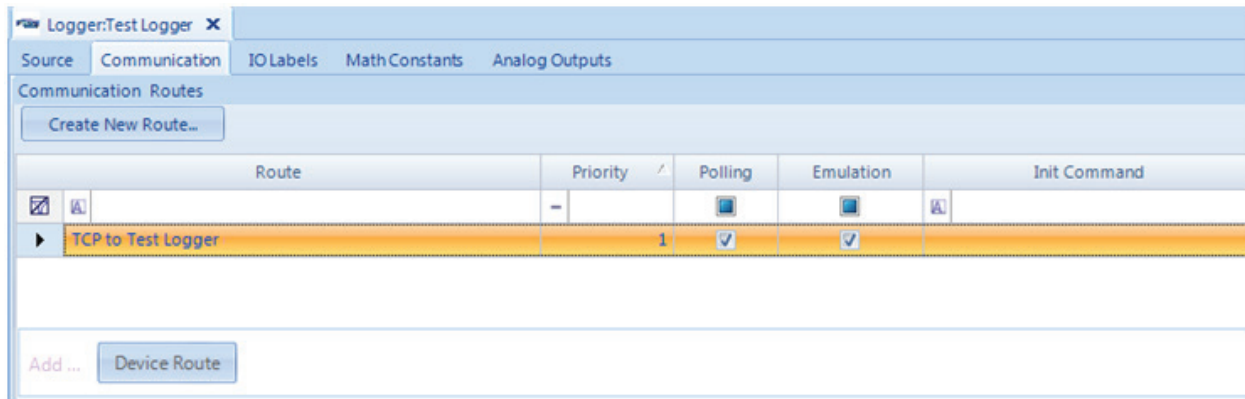 Logger:Test Logger X
Source Communication IO Labels Math Constants Analog Outputs
Communication Routes
Create New Route...
Route Priority Polling Emulation Init Command
A - A
TCP to Test Logger 1
Add ... Device Route